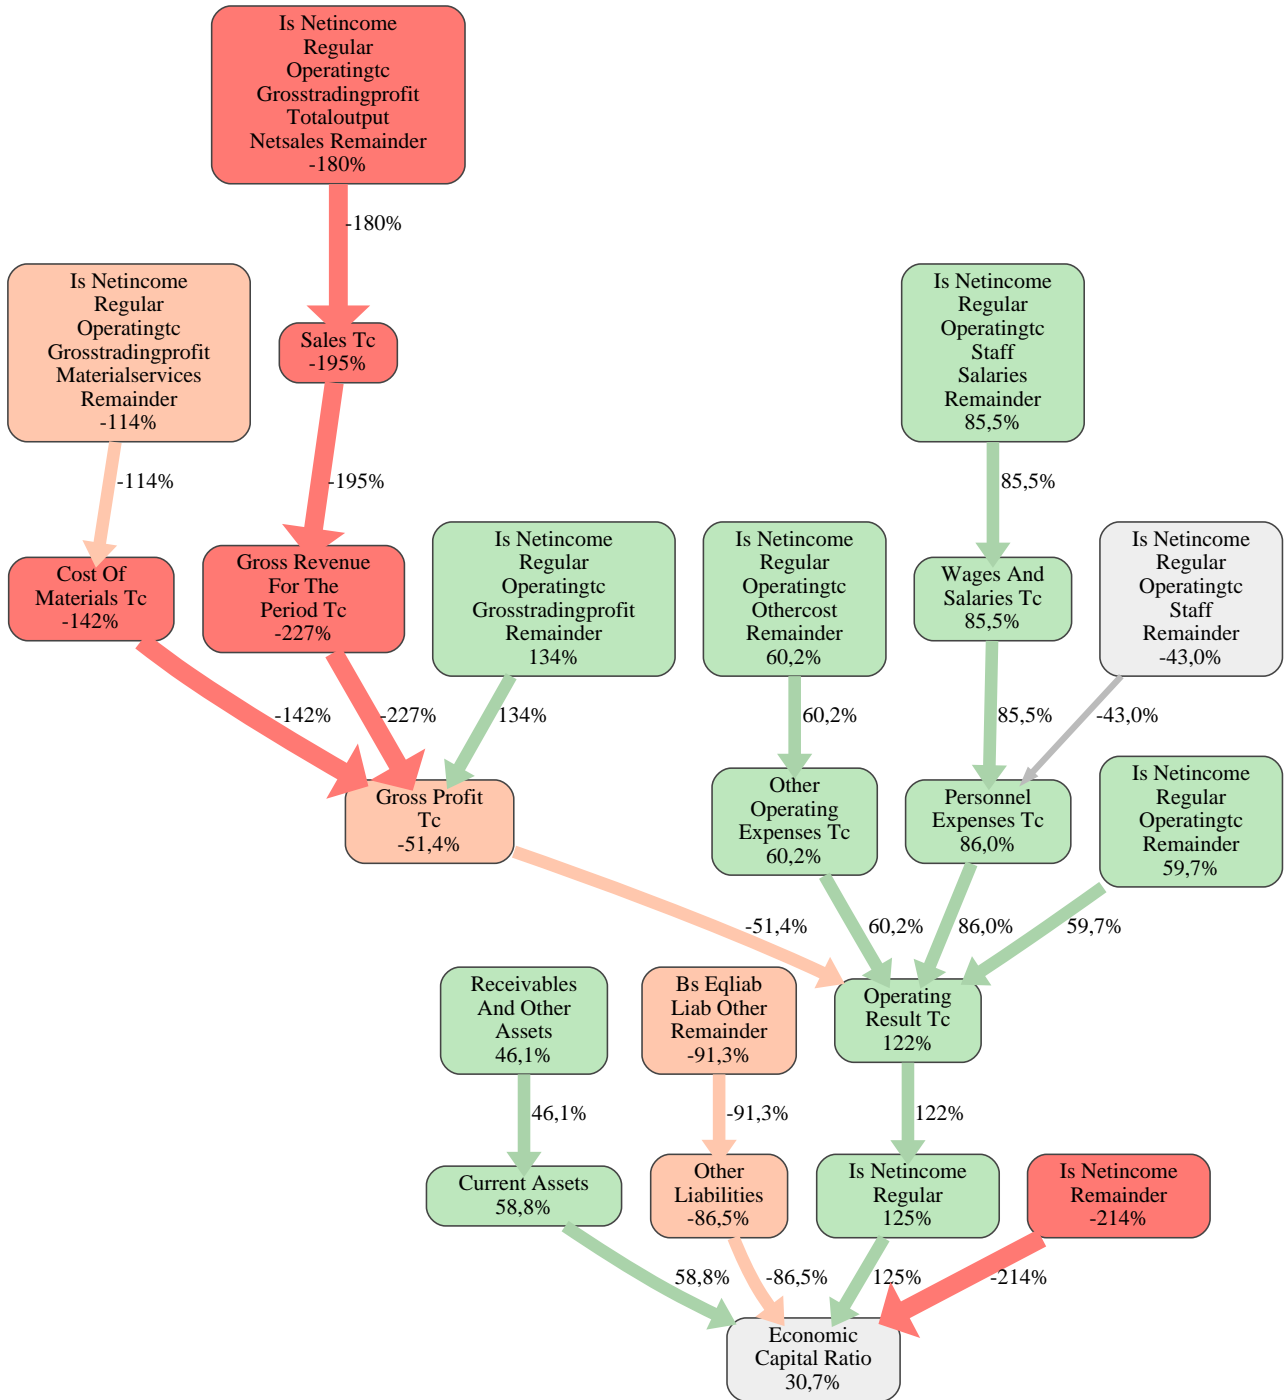 Is Netincome
Regular
Operatingtc
Grosstradingprofit
Totaloutput
Netsales Remainder
-180%
-180%
Is Netincome
Regular
Operatingtc
Grosstradingprofit
Materialservices
Remainder
-114%
Sales Tc
-195%
Is Netincome
Regular
Operatingtc
Staff
Salaries
Remainder
85,5%
-114%
-195%
85,5%
Cost Of
Materials Tc
-142%
Gross Revenue
For The
Period Tc
-227%
Is Netincome
Regular
Operatingtc
Grosstradingprofit
Remainder
134%
Is Netincome
Regular
Operatingtc
Othercost
Remainder
60,2%
Wages And
Salaries Tc
85,5%
Is Netincome
Regular
Operatingtc
Staff
Remainder
-43,0%
-142%
-227%
134%
60,2%
85,5%
-43,0%
Gross Profit
Tc
-51,4%
Other
Operating
Expenses Tc
60,2%
Personnel
Expenses Tc
86,0%
Is Netincome
Regular
Operatingtc
Remainder
59,7%
-51,4%
60,2%
86,0%
59,7%
Receivables
And Other
Assets
46,1%
Bs Eqliab
Liab Other
Remainder
-91,3%
Operating
Result Tc
122%
46,1%
-91,3%
122%
Current Assets
58,8%
Other
Liabilities
-86,5%
Is Netincome
Regular
125%
Is Netincome
Remainder
-214%
58,8%
-86,5%
125%
-214%
Economic
Capital Ratio
30,7%